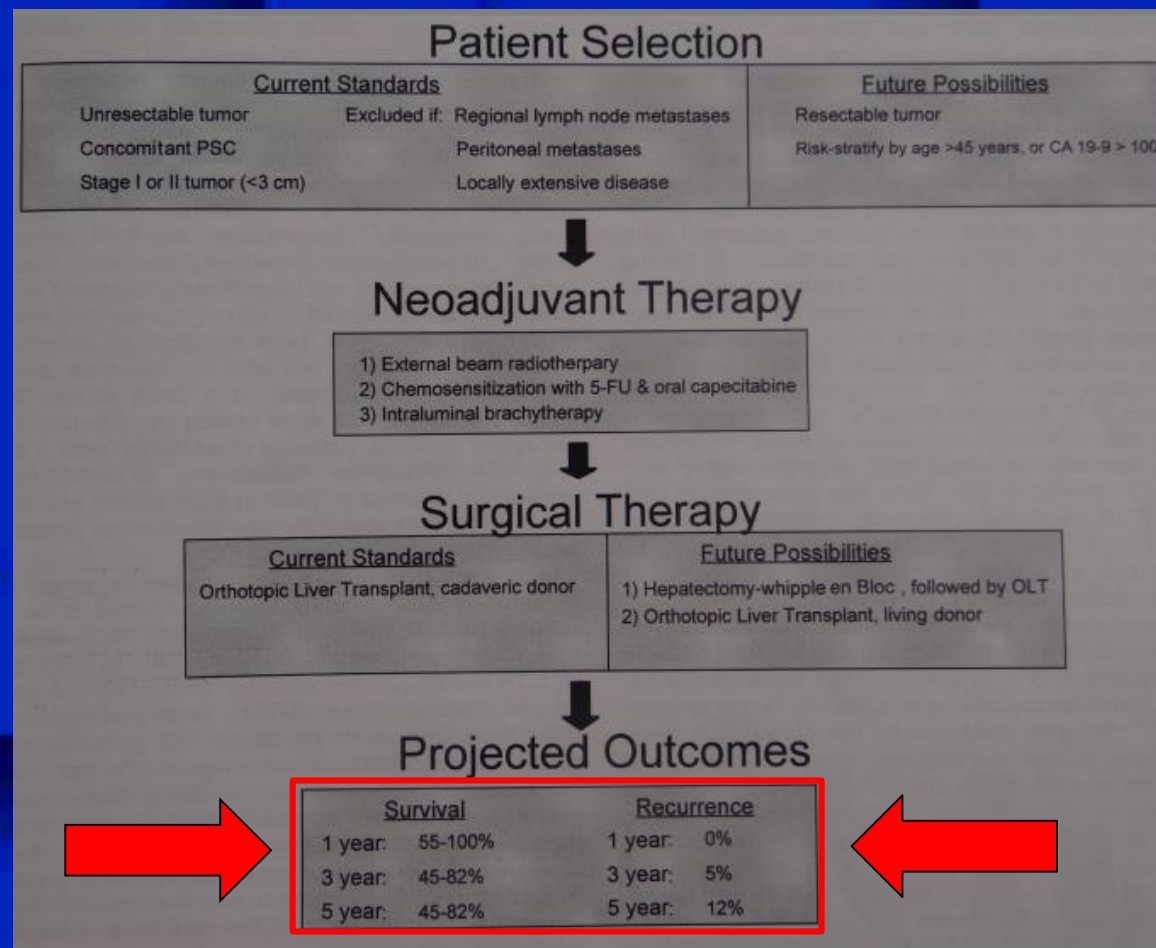 Patient Selection
Current Standards
Unresectable tumor
Concomitant PSC
Stage I or II tumor (<3 cm)
Excluded if: Regional lymph node metastases
Peritoneal metastases
Locally extensive disease
Future Possibilities
Resectable tumor
Risk-stratify by age >45 years, or CA 19-9 > 100
Neoadjuvant Therapy
1) External beam radiotherpary
2) Chemosensitization with 5-FU & oral capecitabine
3) Intraluminal brachytherapy
Surgical Therapy
Current Standards
Orthotopic Liver Transplant, cadaveric donor
Future Possibilities
1) Hepatectomy-whipple en Bloc , followed by OLT
2) Orthotopic Liver Transplant, living donor
Projected Outcomes
Survival
1 year: 55-100%
3 year: 45-82%
5 year: 45-82%
Recurrence
1 year: 0%
3 year: 5%
5 year: 12%